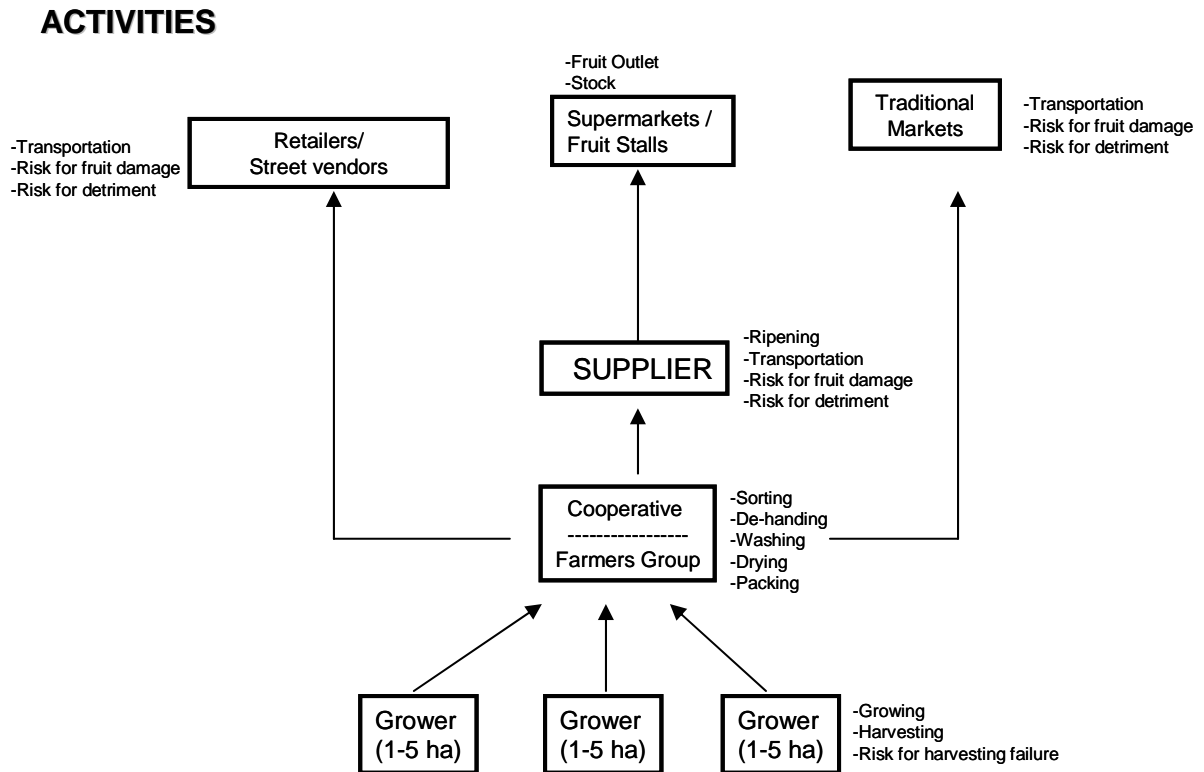 ACTIVITIES
-Fruit Outlet
-Stock
Supermarkets /
Fruit Stalls
Traditional
Markets
-Transportation
-Risk for fruit damage
-Risk for detriment
Retailers/
Street vendors
-Transportation
-Risk for fruit damage
-Risk for detriment
SUPPLIER
-Ripening
-Transportation
-Risk for fruit damage
-Risk for detriment
Cooperative
-----------------
Farmers Group
-Sorting
-De-handing
-Washing
-Drying
-Packing
Grower
(1-5 ha)
Grower
(1-5 ha)
Grower
(1-5 ha)
-Growing
-Harvesting
-Risk for harvesting failure